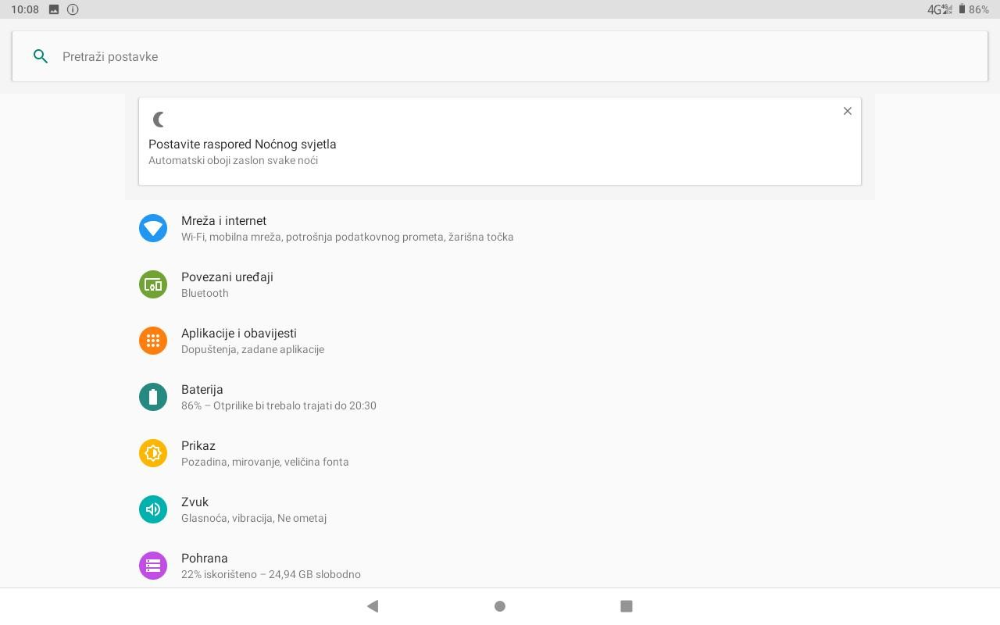 10:08
4G 4G 86%
Pretraži postavke
Postavite raspored Noćnog svjetla
Automatski oboji zaslon svake noći
Mreža i internet
Wi-Fi, mobilna mreža, potrošnja podatkovnog prometa, žarišna točka
Povezani uređaji
Bluetooth
Aplikacije i obavijesti
Dopuštenja, zadane aplikacije
Baterija
86% – Otprilike bi trebalo trajati do 20:30
Prikaz
Pozadina, mirovanje, veličina fonta
Zvuk
Glasnoća, vibracija, Ne ometaj
Pohrana
22% iskorišteno – 24,94 GB slobodno